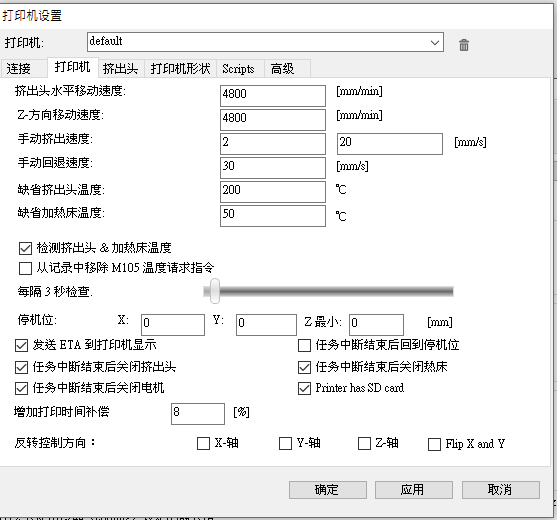 打印机设置
打印机: default
连接 打印机 挤出头 打印机形状 Scripts 高级
挤出头水平移动速度: 4800 [mm/min]
Z-方向移动速度: 4800 [mm/min]
手动挤出速度: 2 20 [mm/s]
手动回退速度: 30 [mm/s]
缺省挤出头温度: 200 ℃
缺省加热床温度: 50 ℃
检测挤出头 & 加热床温度
从记录中移除 M105 温度请求指令
每隔 3 秒检查.
停机位: X: 0 Y: 0 Z 最小: 0 [mm]
发送 ETA 到打印机显示 任务中断结束后回到停机位
任务中断结束后关闭挤出头 任务中断结束后关闭热床
任务中断结束后关闭电机 Printer has SD card
增加打印时间补偿 8 [%]
反转控制方向： X-轴 Y-轴 Z-轴 Flip X and Y
确定 应用 取消